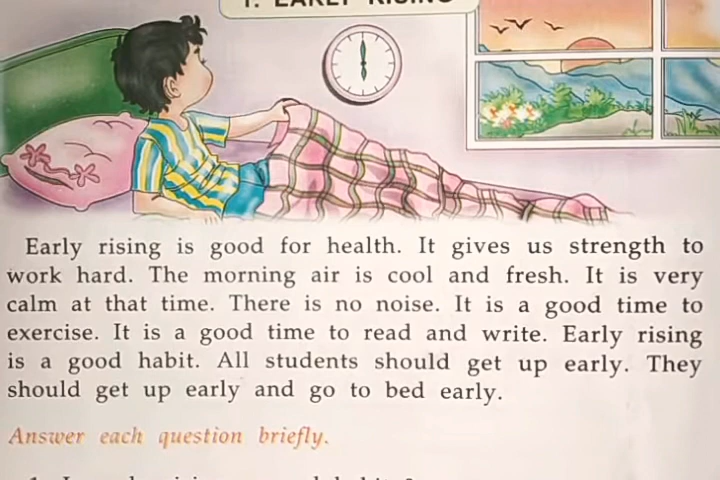 1. EARLY RISING
Early rising is good for health. It gives us strength to
work hard. The morning air is cool and fresh. It is very
calm at that time. There is no noise. It is a good time to
exercise. It is a good time to read and write. Early rising
is a good habit. All students should get up early. They
should get up early and go to bed early.
Answer each question briefly.